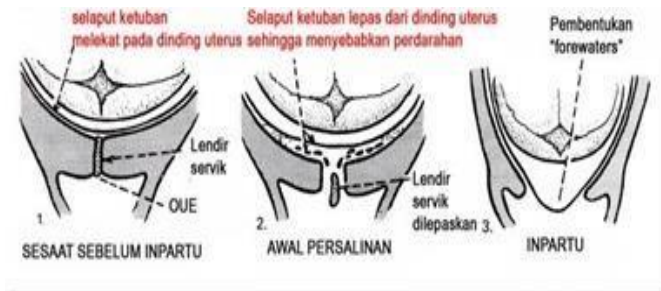 selaput ketuban
melekat pada dinding uterus
Selaput ketuban lepas dari dinding uterus
sehingga menyebabkan perdarahan
Pembentukan
"forewaters"
Lendir
servik
OUE
1.
SESAAT SEBELUM INPARTU
Lendir
servik
dilepaskan
2.
AWAL PERSALINAN
3.
INPARTU